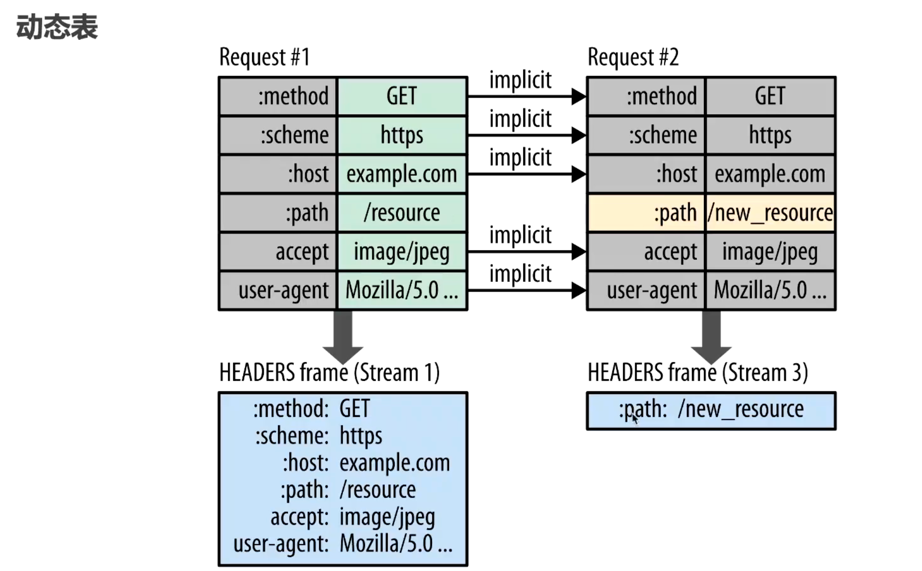 动态表
Request #1
:method GET
:scheme https
:host example.com
:path /resource
accept image/jpeg
user-agent Mozilla/5.0 ...
implicit
implicit
implicit
implicit
implicit
Request #2
:method GET
:scheme https
:host example.com
:path /new_resource
accept image/jpeg
user-agent Mozilla/5.0 ...
HEADERS frame (Stream 1)
:method: GET
:scheme: https
:host: example.com
:path: /resource
accept: image/jpeg
user-agent: Mozilla/5.0 ...
HEADERS frame (Stream 3)
:path: /new_resource